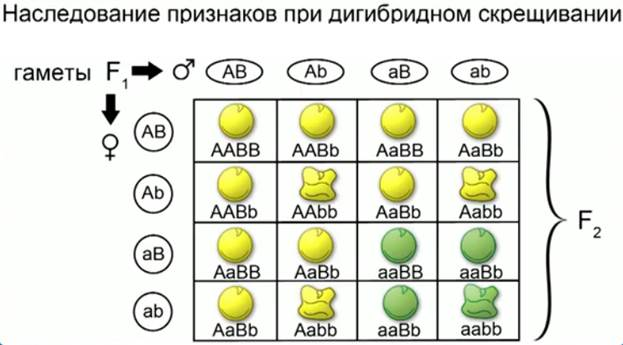 Наследование признаков при дигибридном скрещивании
гаметы F1 ♂ AB Ab aB ab
♀ AB AABB AABb AaBB AaBb
Ab AABb AAbb AaBb Aabb
aB AaBB AaBb aaBB aaBb
ab AaBb Aabb aaBb aabb
F2